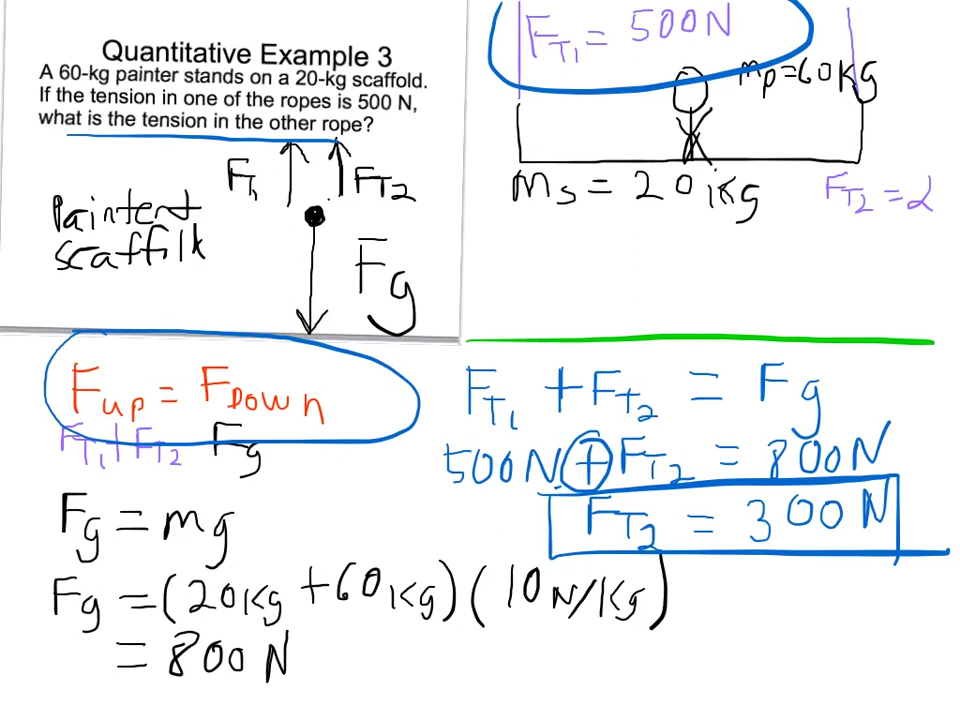 Quantitative Example 3
A 60-kg painter stands on a 20-kg scaffold.
If the tension in one of the ropes is 500 N,
what is the tension in the other rope?
FT1 FT2
Fg
FT1 = 500N
mp=60kg
ms = 20kg
FT2 =
Fup = FDown
FT1+FT2 Fg
Fg = mg
Fg = (20kg + 60kg) (10N/kg)
= 800N
FT1 + FT2 = Fg
500N + FT2 = 800N
FT2 = 300N